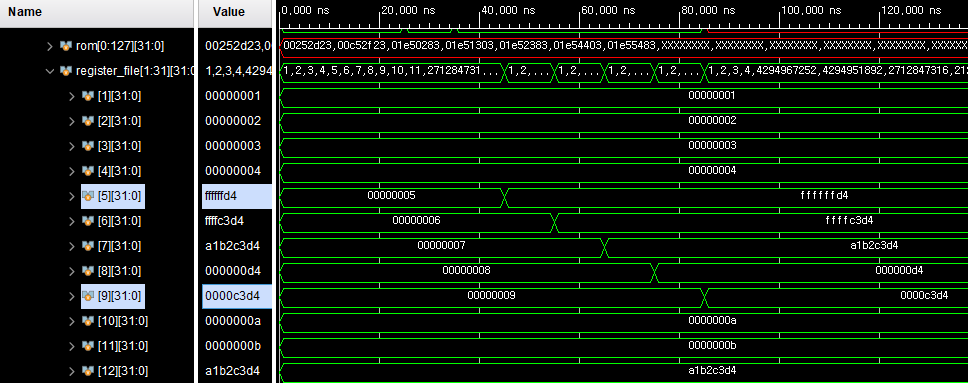 Name Value 0,000 ns 20,000 ns 40,000 ns 60,000 ns 80,000 ns 100,000 ns 120,000 ns
rom[0:127][31:0] 00252d23,0 00252d23,00c52f23,01e50283,01e51303,01e52383,01e54403,01e55483,XXXXXXXX,XXXXXXXX,XXXXXXXX,XXXXXXXX,XXXXXXXX,XXXXX
register_file[1:31][31:0 1,2,3,4,4294 1,2,3,4,5,6,7,8,9,10,11,271284731... 1,2,... 1,2,... 1,2,... 1,2,... 1,2,3,4,4294967252,4294951892,2712847316,212
[1][31:0] 00000001 00000001
[2][31:0] 00000002 00000002
[3][31:0] 00000003 00000003
[4][31:0] 00000004 00000004
[5][31:0] ffffffd4 00000005 ffffffd4
[6][31:0] ffffc3d4 00000006 ffffc3d4
[7][31:0] a1b2c3d4 00000007 a1b2c3d4
[8][31:0] 000000d4 00000008 000000d4
[9][31:0] 0000c3d4 00000009 0000c3d4
[10][31:0] 0000000a 0000000a
[11][31:0] 0000000b 0000000b
[12][31:0] a1b2c3d4 a1b2c3d4